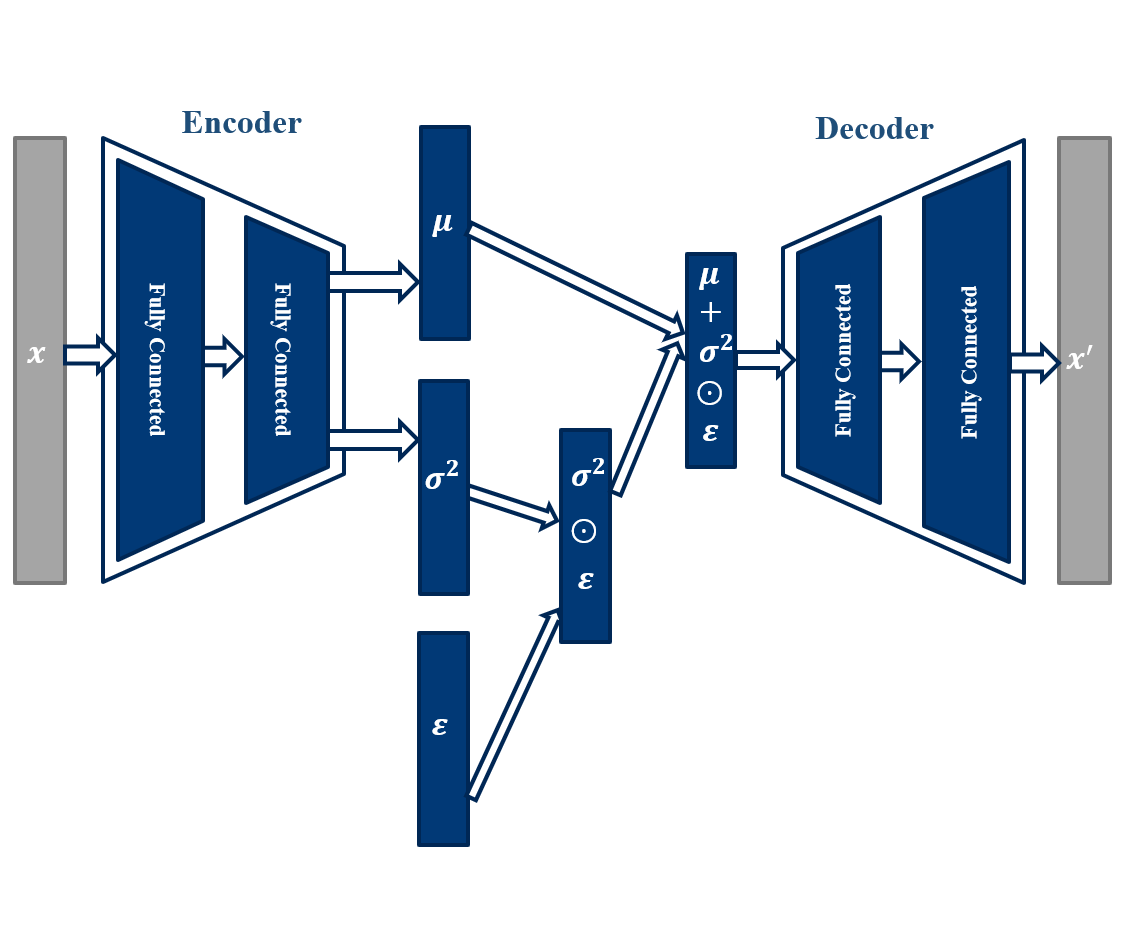 Encoder
Decoder
x
Fully Connected
Fully Connected
μ
σ²
ε
σ²
⊙
ε
μ
+
σ²
⊙
ε
Fully Connected
Fully Connected
x′